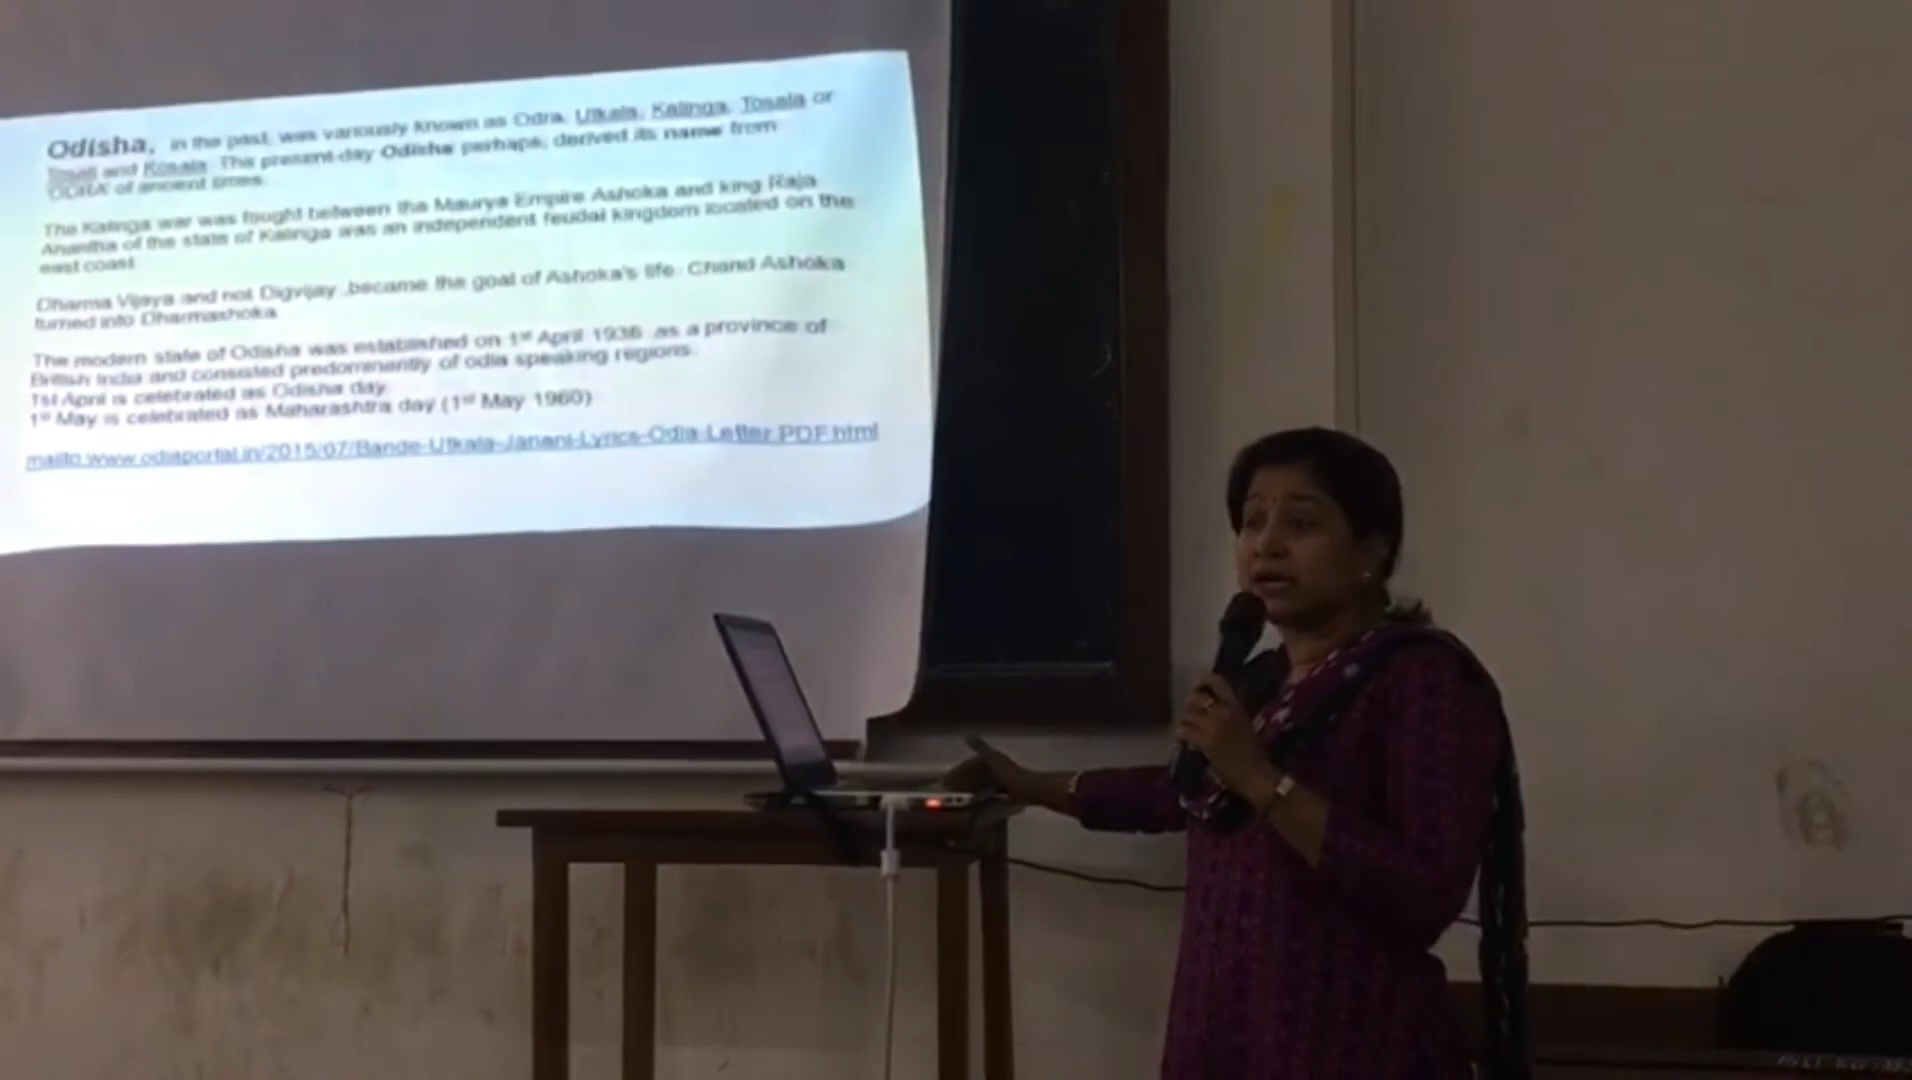 Odisha, in the past, was variously known as Odra, Utkala, Kalinga, Tosala or
Tosali and Kosala. The present-day Odisha perhaps, derived its name from
of ancient times.
The Kalinga war was fought between the Maurya Empire Ashoka and king Raja
Anantha of the state of Kalinga was an independent feudal kingdom located on the
east coast
Dharma Vijaya and not Digvijay ,became the goal of Ashoka's life. Chand Ashoka
turned into Dharmashoka
The modern state of Odisha was established on 1st April 1936 as a province of
British India and consisted predominantly of odia speaking regions.
1st April is celebrated as Odisha day.
1st May is celebrated as Maharashtra day (1st May 1960)
mailto:www.odiaportal.in/2015/07/Bande-Utkala-Janani-Lyrics-Odia-Letter.PDF.html